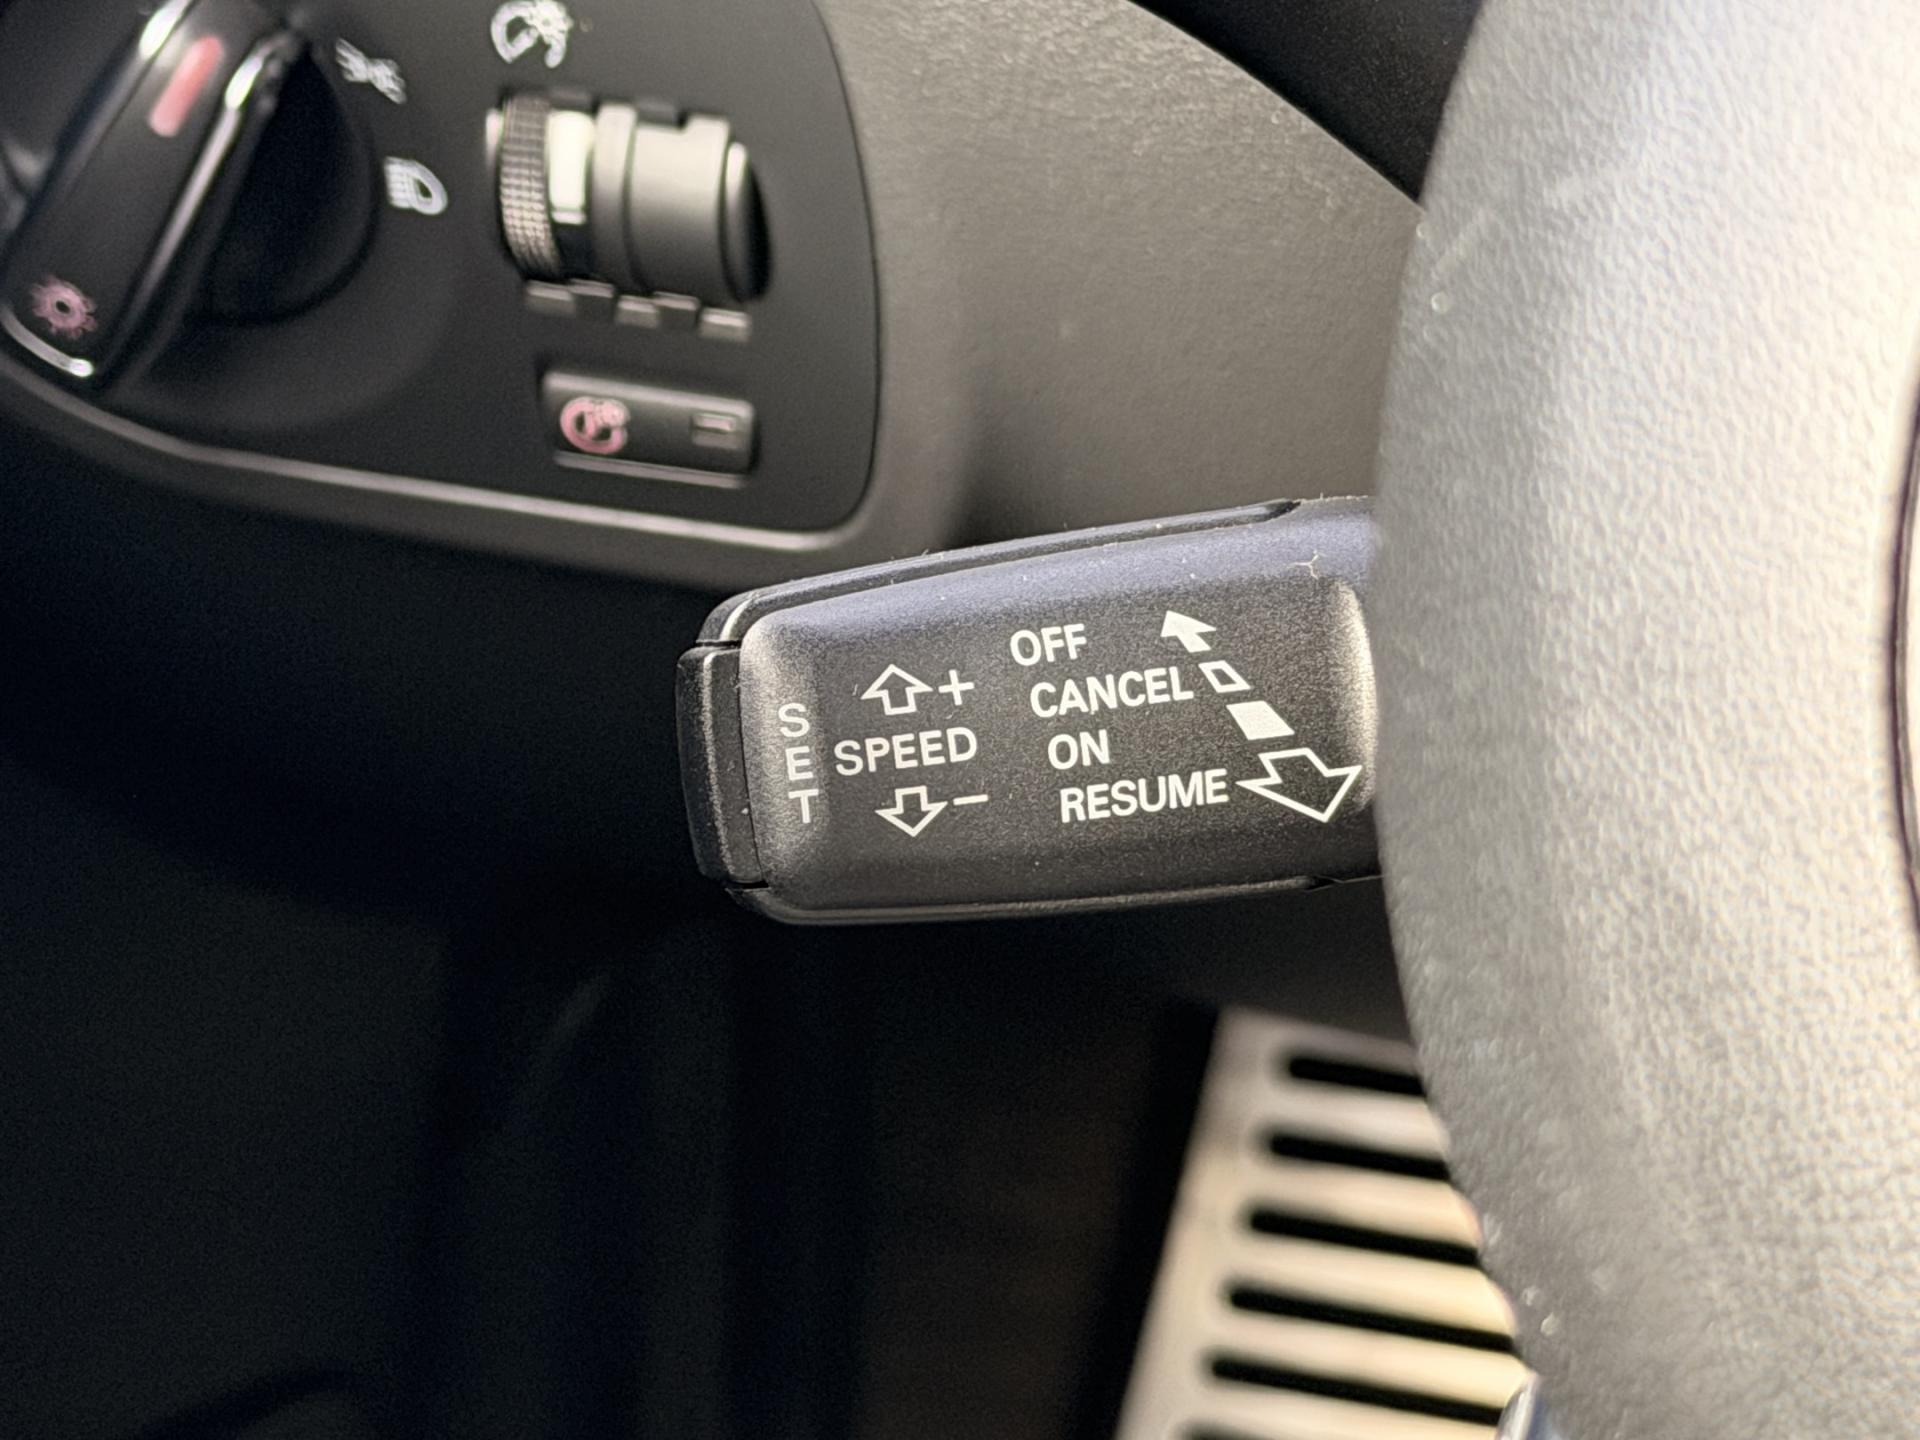 SET
+
SPEED
-
OFF
CANCEL
ON
RESUME